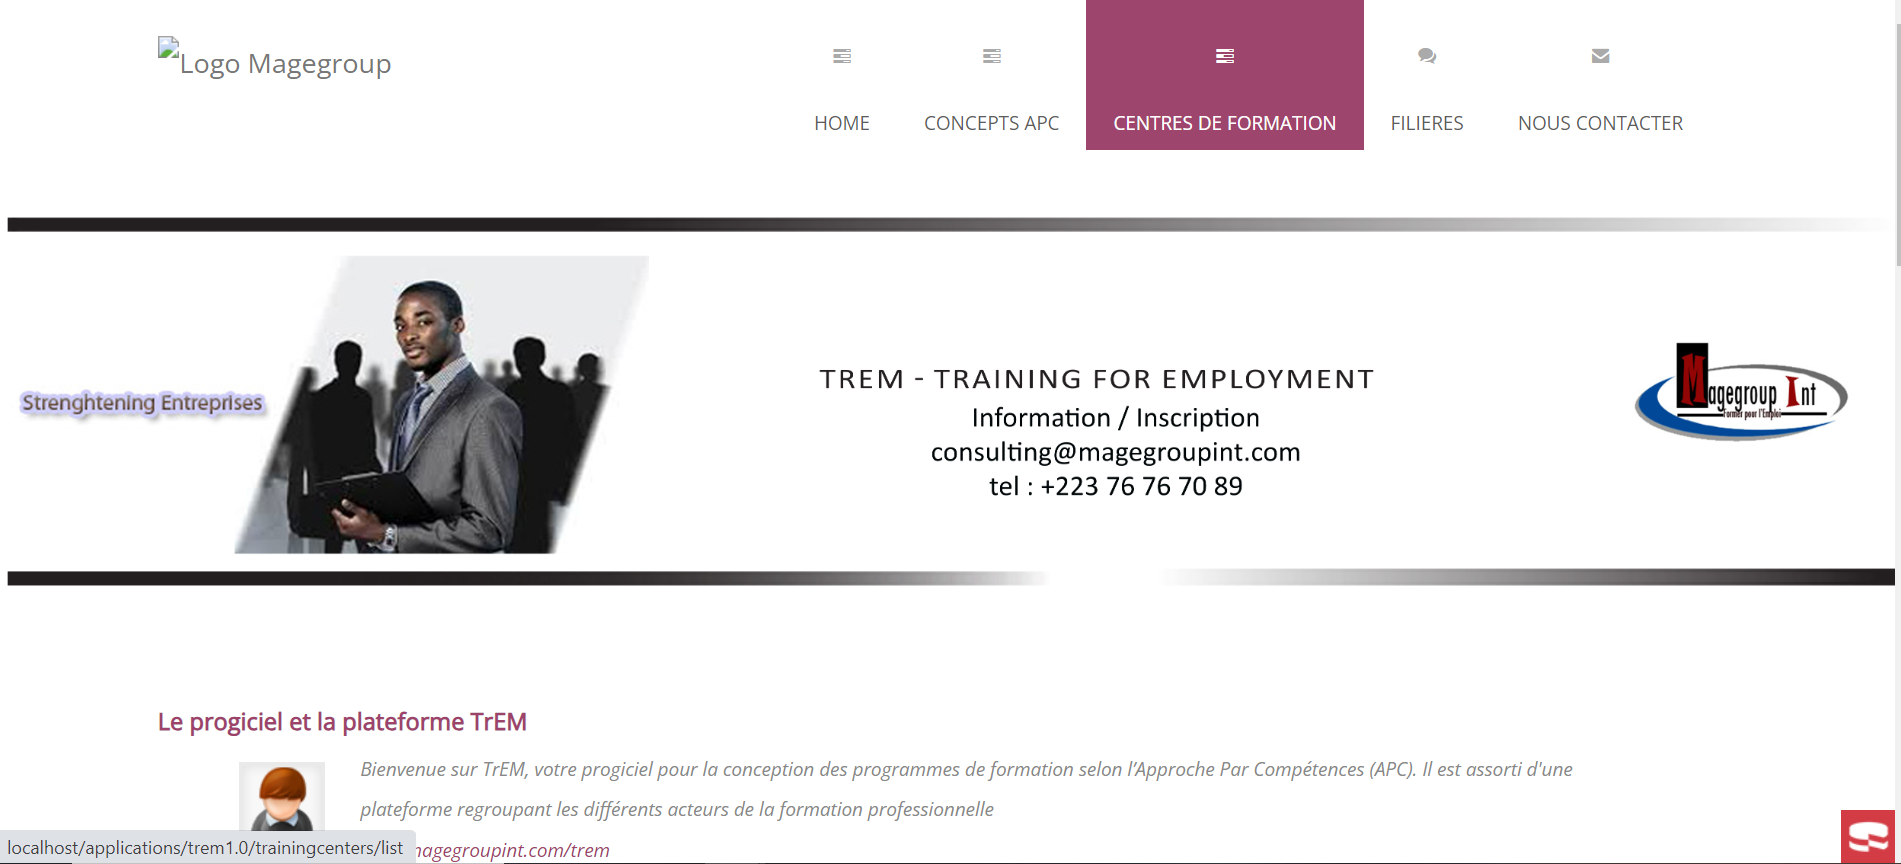 Logo Magegroup
HOME
CONCEPTS APC
CENTRES DE FORMATION
FILIERES
NOUS CONTACTER
Strenghtening Entreprises
TREM - TRAINING FOR EMPLOYMENT
Information / Inscription
consulting@magegroupint.com
tel : +223 76 76 70 89
Magegroup Int
Former pour l'Emploi
Le progiciel et la plateforme TrEM
Bienvenue sur TrEM, votre progiciel pour la conception des programmes de formation selon l’Approche Par Compétences (APC). Il est assorti d'une
plateforme regroupant les différents acteurs de la formation professionnelle
magegroupint.com/trem
localhost/applications/trem1.0/trainingcenters/list